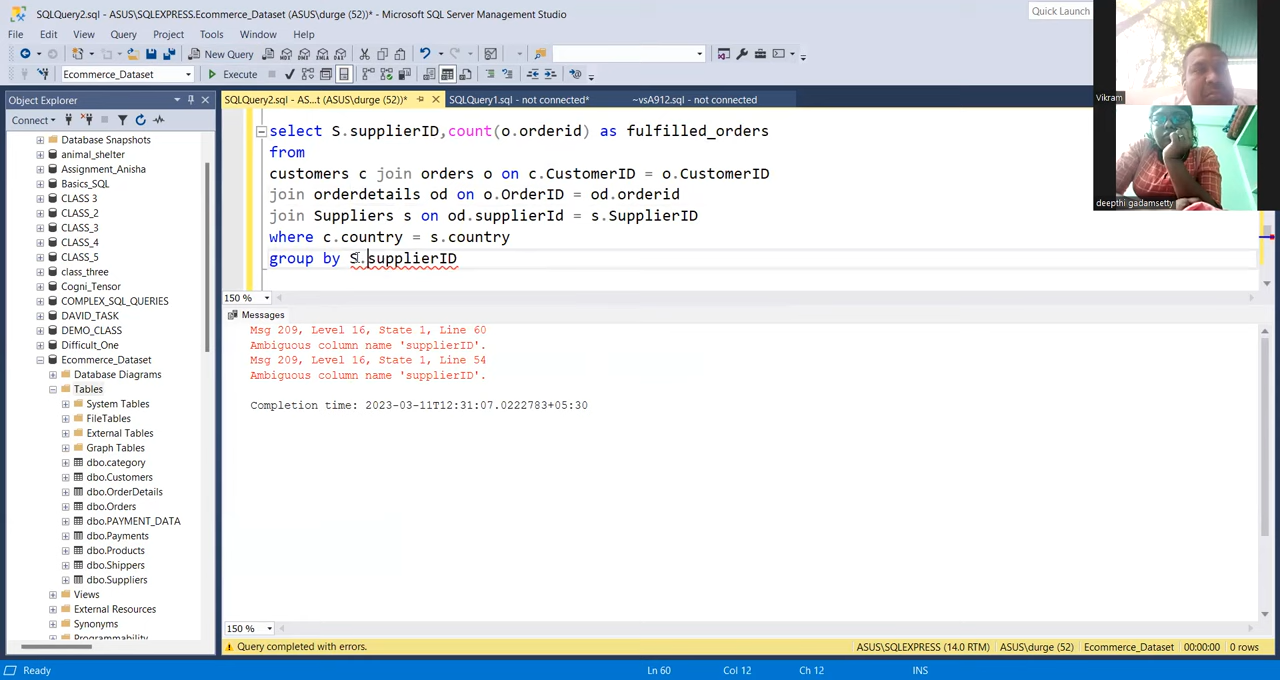 SQLQuery2.sql - ASUS\SQLEXPRESS.Ecommerce_Dataset (ASUS\durge (52))* - Microsoft SQL Server Management Studio
Quick Launch
File Edit View Query Project Tools Window Help
New Query
Ecommerce_Dataset
Execute
Object Explorer
SQLQuery2.sql - AS...t (ASUS\durge (52))*
SQLQuery1.sql - not connected*
~vsA912.sql - not connected
Vikram
deepthi gadamsetty
Connect
Database Snapshots
animal_shelter
Assignment_Anisha
Basics_SQL
CLASS 3
CLASS_2
CLASS_3
CLASS_4
CLASS_5
class_three
Cogni_Tensor
COMPLEX_SQL_QUERIES
DAVID_TASK
DEMO_CLASS
Difficult_One
Ecommerce_Dataset
Database Diagrams
Tables
System Tables
FileTables
External Tables
Graph Tables
dbo.category
dbo.Customers
dbo.OrderDetails
dbo.Orders
dbo.PAYMENT_DATA
dbo.Payments
dbo.Products
dbo.Shippers
dbo.Suppliers
Views
External Resources
Synonyms
Programmability
select S.supplierID,count(o.orderid) as fulfilled_orders
from
customers c join orders o on c.CustomerID = o.CustomerID
join orderdetails od on o.OrderID = od.orderid
join Suppliers s on od.supplierId = s.SupplierID
where c.country = s.country
group by S.supplierID
150 %
Messages
Msg 209, Level 16, State 1, Line 60
Ambiguous column name 'supplierID'.
Msg 209, Level 16, State 1, Line 54
Ambiguous column name 'supplierID'.
Completion time: 2023-03-11T12:31:07.0222783+05:30
150 %
Query completed with errors.
ASUS\SQLEXPRESS (14.0 RTM)
ASUS\durge (52)
Ecommerce_Dataset
00:00:00
0 rows
Ready
Ln 60
Col 12
Ch 12
INS